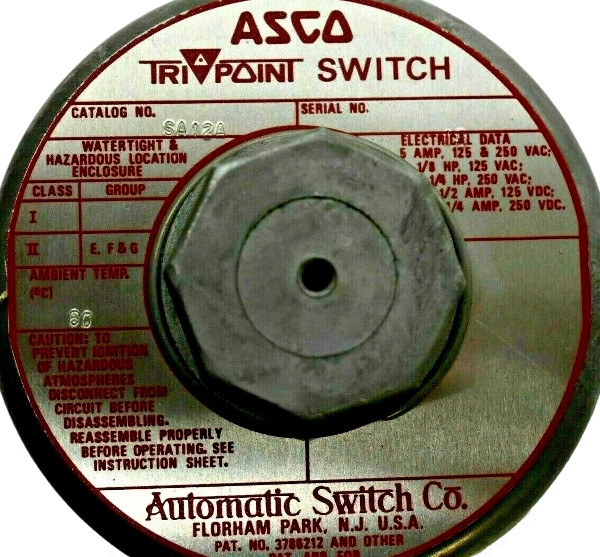 ASCO
TRI POINT SWITCH
CATALOG NO.
SA12A
SERIAL NO.
WATERTIGHT &
HAZARDOUS LOCATION
ENCLOSURE
CLASS GROUP
I
II E, F & G
AMBIENT TEMP.
(ºC)
60
ELECTRICAL DATA
5 AMP, 125 & 250 VAC;
1/8 HP, 125 VAC;
1/4 HP, 250 VAC;
1/2 AMP, 125 VDC;
1/4 AMP, 250 VDC.
CAUTION: TO
PREVENT IGNITION
OF HAZARDOUS
ATMOSPHERES
DISCONNECT FROM
CIRCUIT BEFORE
DISASSEMBLING.
REASSEMBLE PROPERLY
BEFORE OPERATING. SEE
INSTRUCTION SHEET.
Automatic Switch Co.
FLORHAM PARK, N.J. U.S.A.
PAT. NO. 3786212 AND OTHER